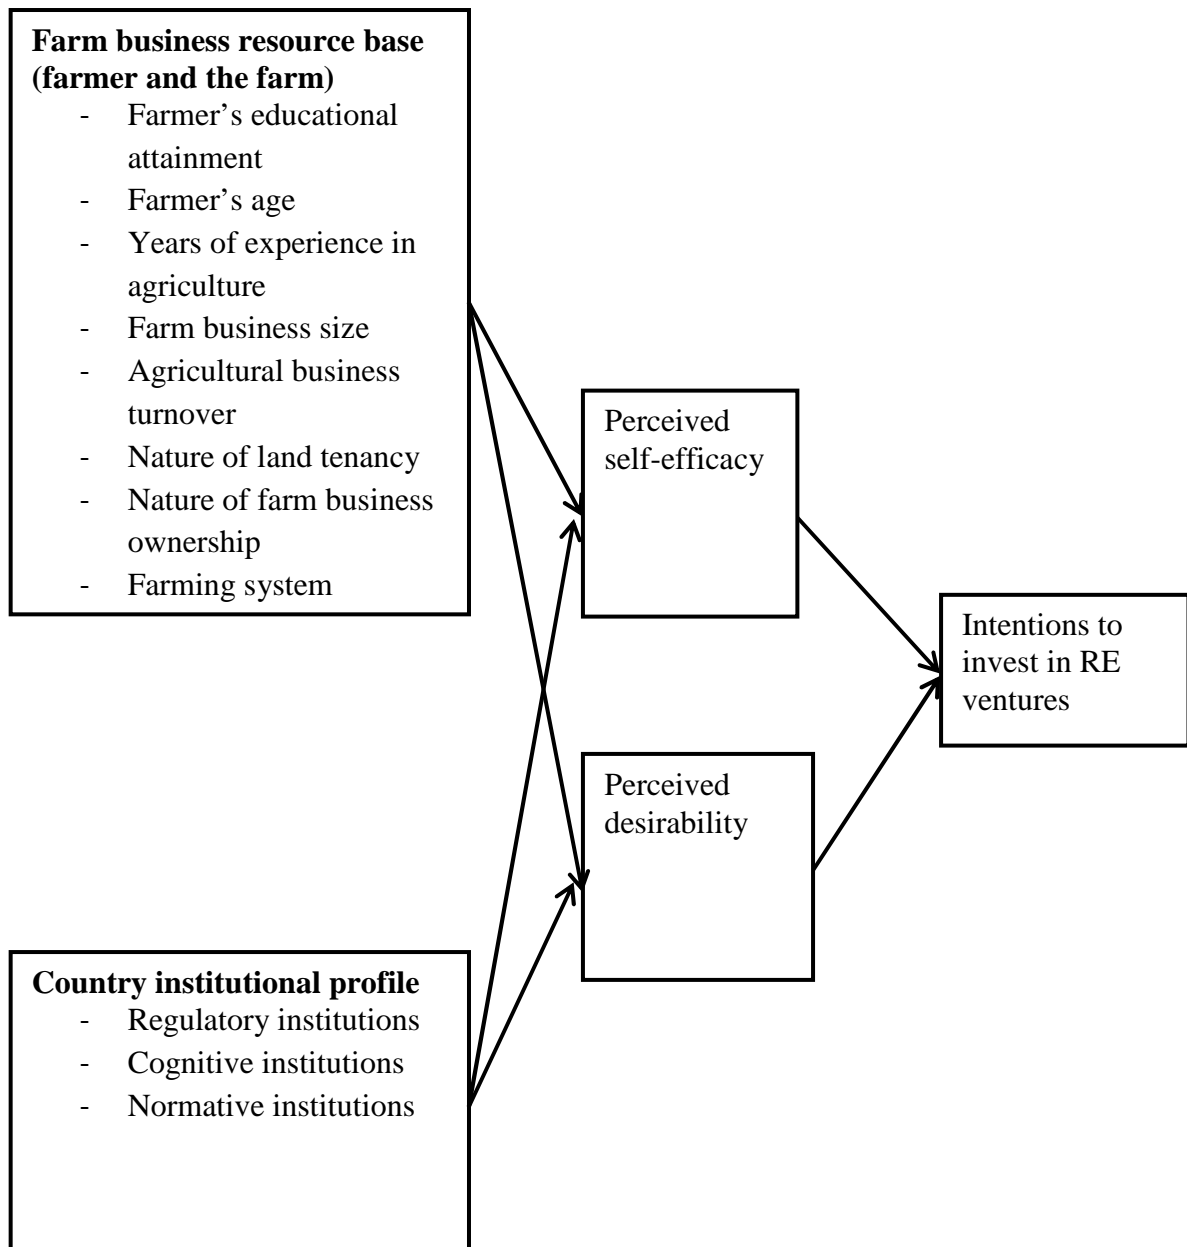 Farm business resource base
(farmer and the farm)
- Farmer’s educational
attainment
- Farmer’s age
- Years of experience in
agriculture
- Farm business size
- Agricultural business
turnover
- Nature of land tenancy
- Nature of farm business
ownership
- Farming system
Perceived
self-efficacy
Intentions to
invest in RE
ventures
Perceived
desirability
Country institutional profile
- Regulatory institutions
- Cognitive institutions
- Normative institutions